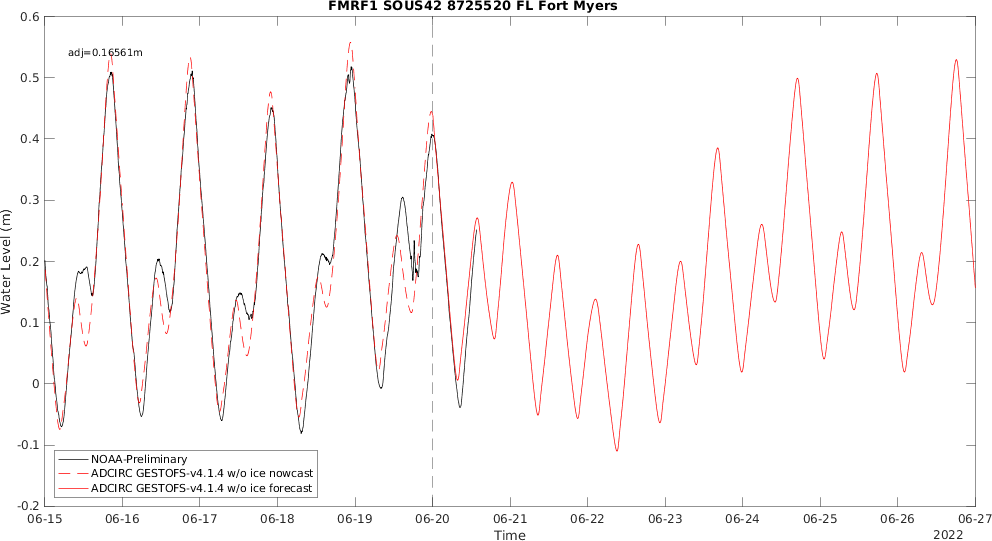 FMRF1 SOUS42 8725520 FL Fort Myers
adj=0.16561m
Water Level (m)
0.6
0.5
0.4
0.3
0.2
0.1
0
-0.1
-0.2
NOAA-Preliminary
ADCIRC GESTOFS-v4.1.4 w/o ice nowcast
ADCIRC GESTOFS-v4.1.4 w/o ice forecast
06-15 06-16 06-17 06-18 06-19 06-20 06-21 06-22 06-23 06-24 06-25 06-26 06-27
Time
2022